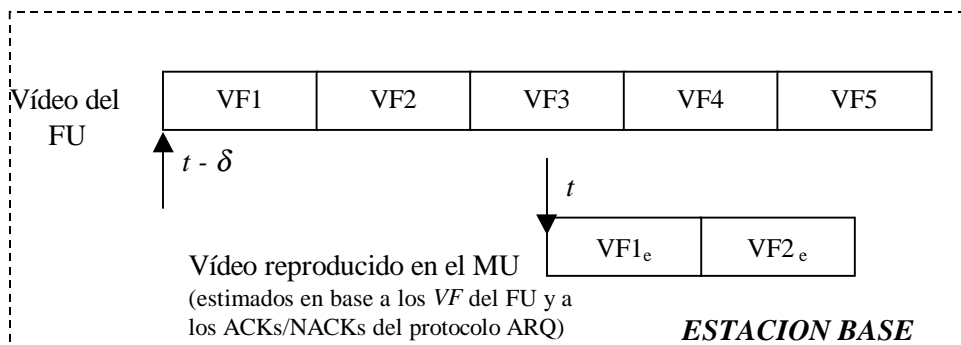 Vídeo del
FU
VF1 VF2 VF3 VF4 VF5
t - δ
t
VF1e VF2 e
Vídeo reproducido en el MU
(estimados en base a los VF del FU y a
los ACKs/NACKs del protocolo ARQ)
ESTACION BASE